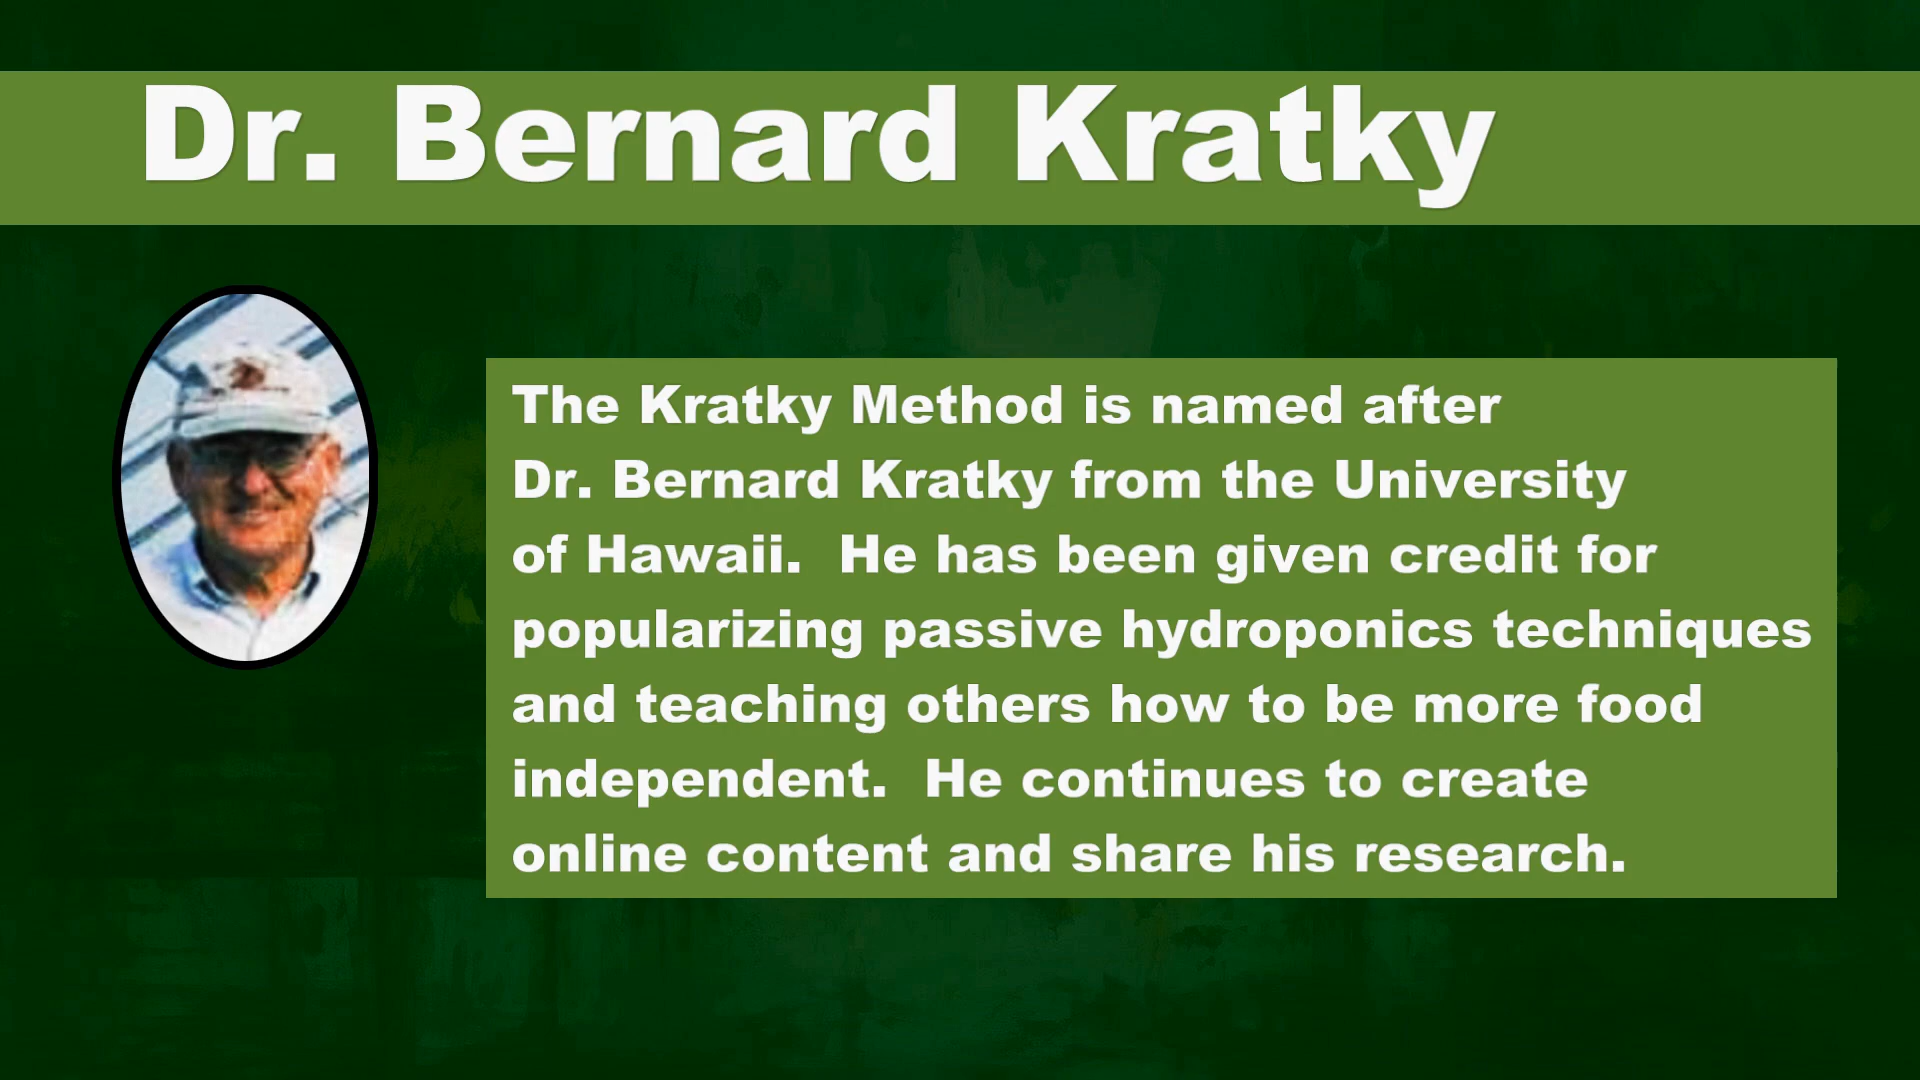 Dr. Bernard Kratky
The Kratky Method is named after
Dr. Bernard Kratky from the University
of Hawaii.  He has been given credit for
popularizing passive hydroponics techniques
and teaching others how to be more food
independent.  He continues to create
online content and share his research.